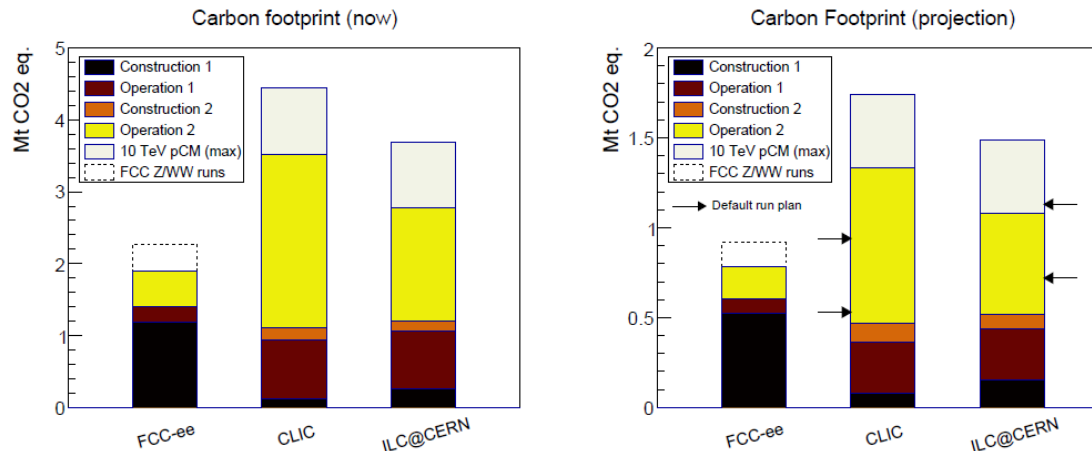 Carbon footprint (now)
Mt CO2 eq.
5
4
3
2
1
0
Construction 1
Operation 1
Construction 2
Operation 2
10 TeV pCM (max)
FCC Z/WW runs
FCC-ee
CLIC
ILC@CERN
Carbon Footprint (projection)
Mt CO2 eq.
2
1.5
1
0.5
0
Construction 1
Operation 1
Construction 2
Operation 2
10 TeV pCM (max)
FCC Z/WW runs
Default run plan
FCC-ee
CLIC
ILC@CERN